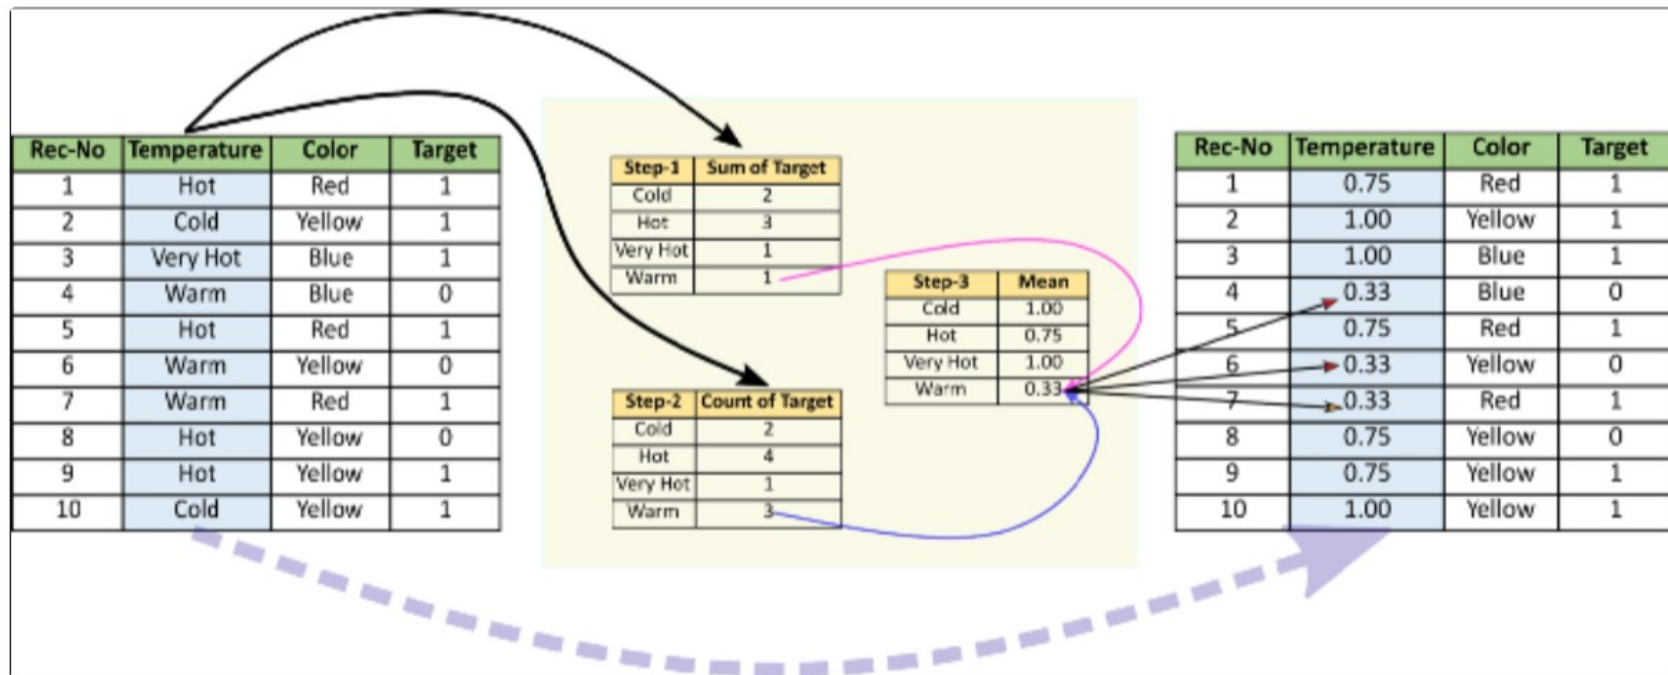 Rec-No Temperature Color Target
1 Hot Red 1
2 Cold Yellow 1
3 Very Hot Blue 1
4 Warm Blue 0
5 Hot Red 1
6 Warm Yellow 0
7 Warm Red 1
8 Hot Yellow 0
9 Hot Yellow 1
10 Cold Yellow 1
Step-1 Sum of Target
Cold 2
Hot 3
Very Hot 1
Warm 1
Step-2 Count of Target
Cold 2
Hot 4
Very Hot 1
Warm 3
Step-3 Mean
Cold 1.00
Hot 0.75
Very Hot 1.00
Warm 0.33
Rec-No Temperature Color Target
1 0.75 Red 1
2 1.00 Yellow 1
3 1.00 Blue 1
4 0.33 Blue 0
5 0.75 Red 1
6 0.33 Yellow 0
7 0.33 Red 1
8 0.75 Yellow 0
9 0.75 Yellow 1
10 1.00 Yellow 1